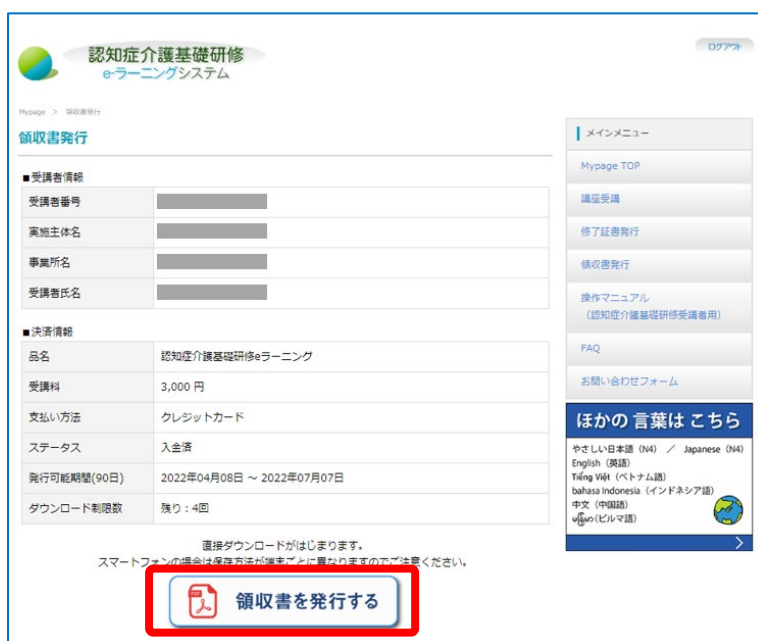 認知症介護基礎研修
e-ラーニングシステム
ログアウト
Mypage > 領収書発行
領収書発行
■受講者情報
受講者番号
実施主体名
事業所名
受講者氏名
■決済情報
品名 認知症介護基礎研修eラーニング
受講料 3,000 円
支払い方法 クレジットカード
ステータス 入金済
発行可能期間(90日) 2022年04月08日 ~ 2022年07月07日
ダウンロード制限数 残り:4回
直接ダウンロードがはじまります。
スマートフォンの場合は保存方法が端末ごとに異なりますのでご注意ください。
領収書を発行する
メインメニュー
Mypage TOP
講座受講
修了証書発行
領収書発行
操作マニュアル
(認知症介護基礎研修受講者用)
FAQ
お問い合わせフォーム
ほかの 言葉は こちら
やさしい日本語 (N4) / Japanese (N4)
English (英語)
Tiếng Việt (ベトナム語)
bahasa Indonesia (インドネシア語)
中文 (中国語)
မြန်မာ (ビルマ語)